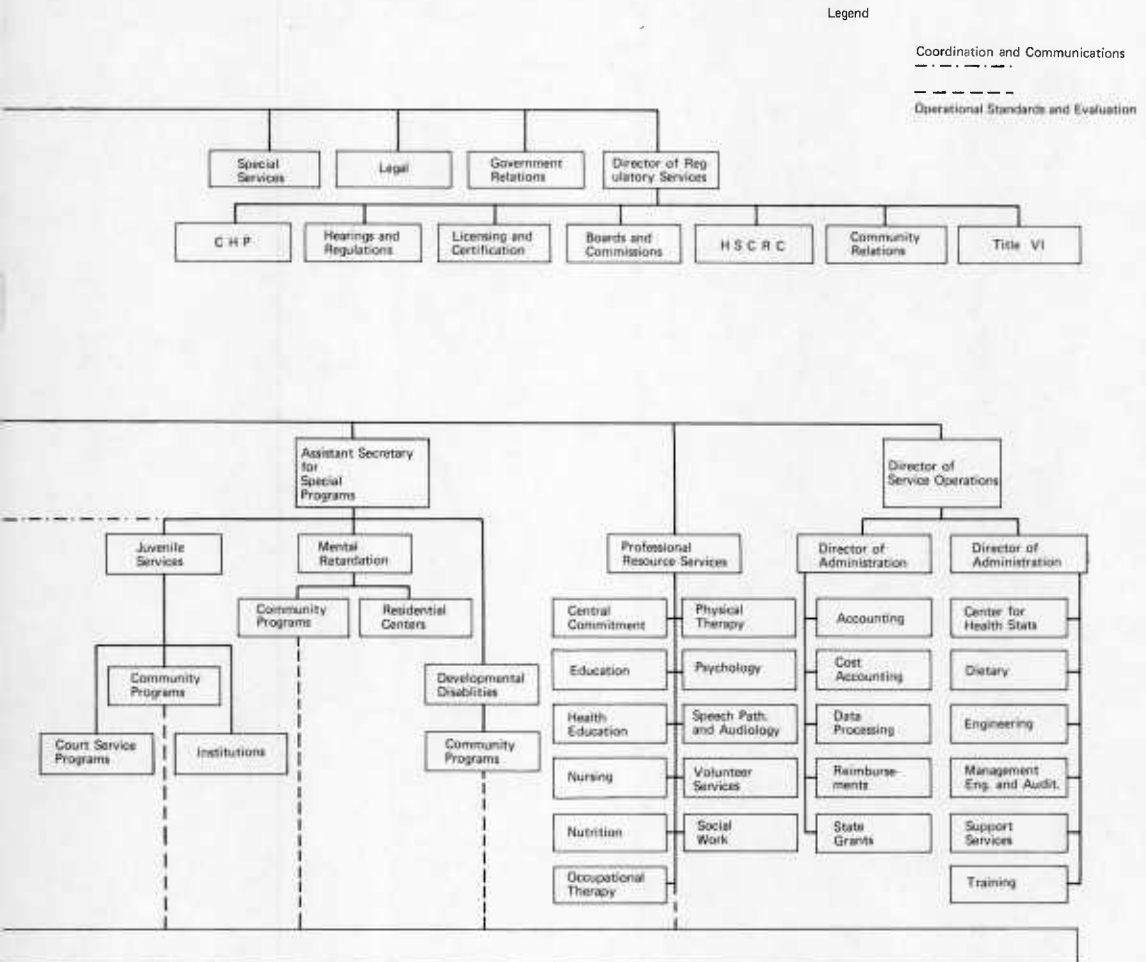 Legend
Coordination and Communications
Operational Standards and Evaluation
Special
Services
Legal
Government
Relations
Director of Reg
ulatory Services
C H P
Hearings and
Regulations
Licensing and
Certification
Boards and
Commissions
H S C R C
Community
Relations
Title VI
Assistant Secretary
for
Special
Programs
Director of
Service Operations
Juvenile
Services
Mental
Retardation
Professional
Resource Services
Director of
Administration
Director of
Administration
Community
Programs
Residential
Centers
Community
Programs
Developmental
Disablities
Court Service
Programs
Institutions
Community
Programs
Central
Commitment
Physical
Therapy
Education
Psychology
Health
Education
Speech Path.
and Audiology
Nursing
Volunteer
Services
Nutrition
Social
Work
Occupational
Therapy
Accounting
Cost
Accounting
Data
Processing
Reimburse-
ments
State
Grants
Center for
Health Stats
Dietary
Engineering
Management
Eng. and Audit.
Support
Services
Training